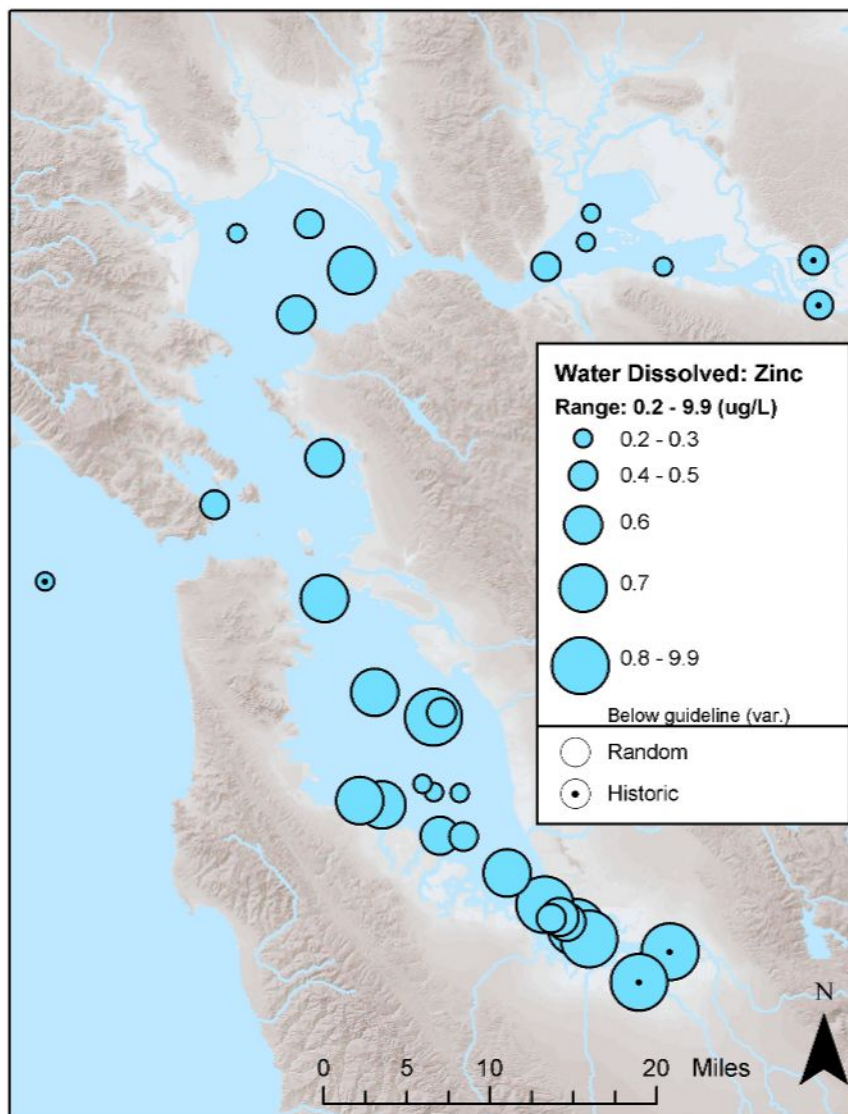 Water Dissolved: Zinc
Range: 0.2 - 9.9 (ug/L)
0.2 - 0.3
0.4 - 0.5
0.6
0.7
0.8 - 9.9
Below guideline (var.)
Random
Historic
N
0 5 10 20 Miles